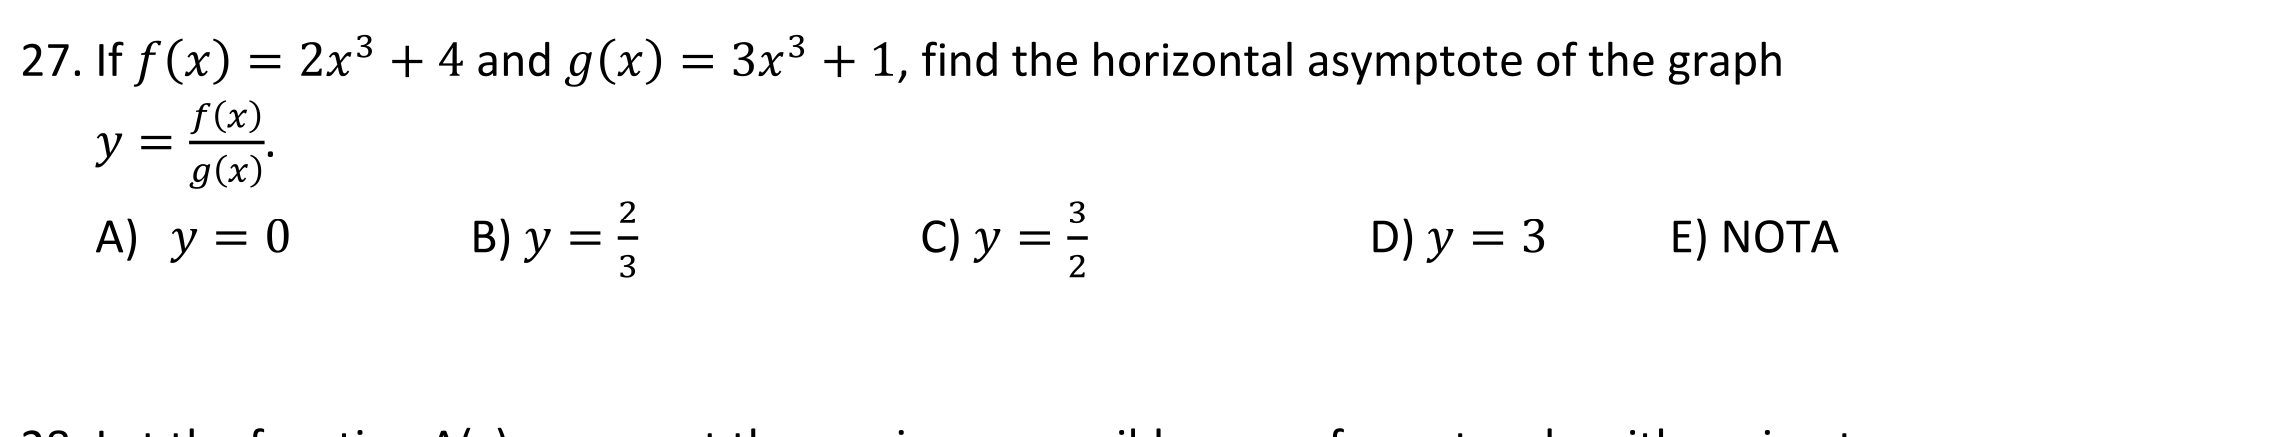 27. If f(x) = 2x³ + 4 and g(x) = 3x³ + 1, find the horizontal asymptote of the graph
y = f(x)/g(x).
A) y = 0 B) y = 2/3 C) y = 3/2 D) y = 3 E) NOTA